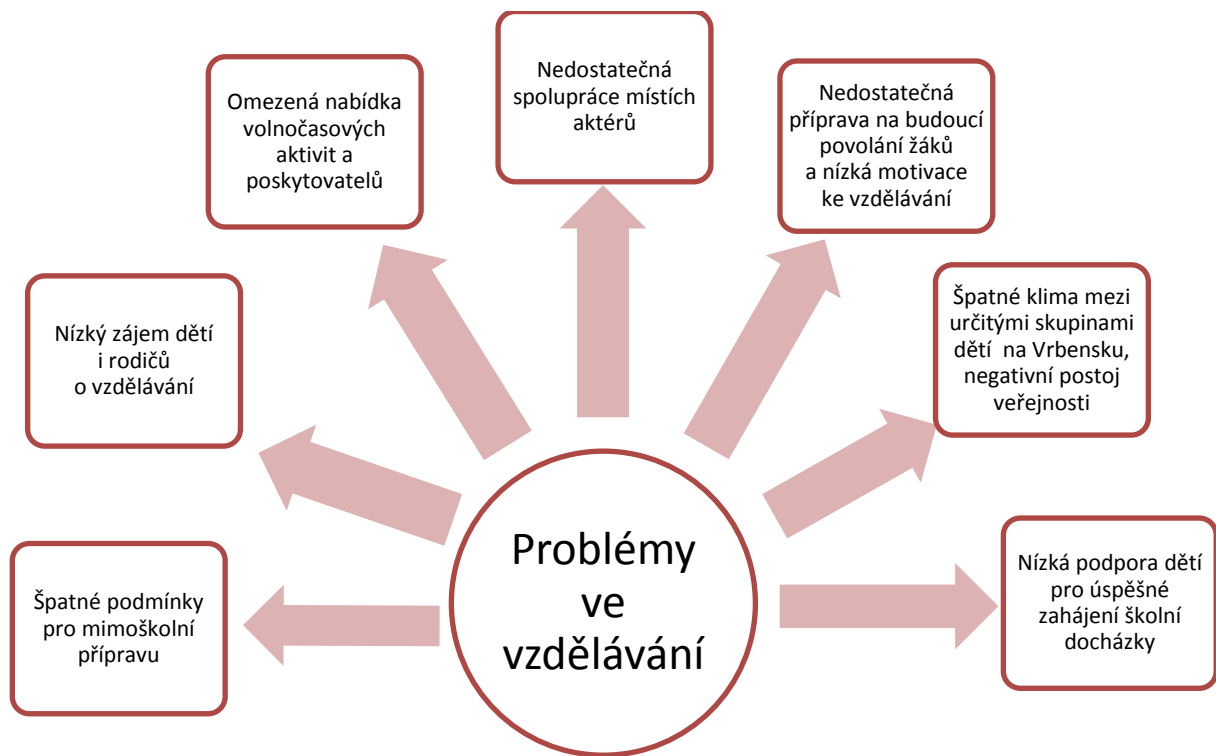 Nedostatečná
spolupráce místích
aktérů
Omezená nabídka
volnočasových
aktivit a
poskytovatelů
Nedostatečná
příprava na budoucí
povolání žáků
a nízká motivace
ke vzdělávání
Nízký zájem dětí
i rodičů
o vzdělávání
Špatné klima mezi
určitými skupinami
dětí na Vrbensku,
negativní postoj
veřejnosti
Špatné podmínky
pro mimoškolní
přípravu
Problémy
ve
vzdělávání
Nízká podpora dětí
pro úspěšné
zahájení školní
docházky